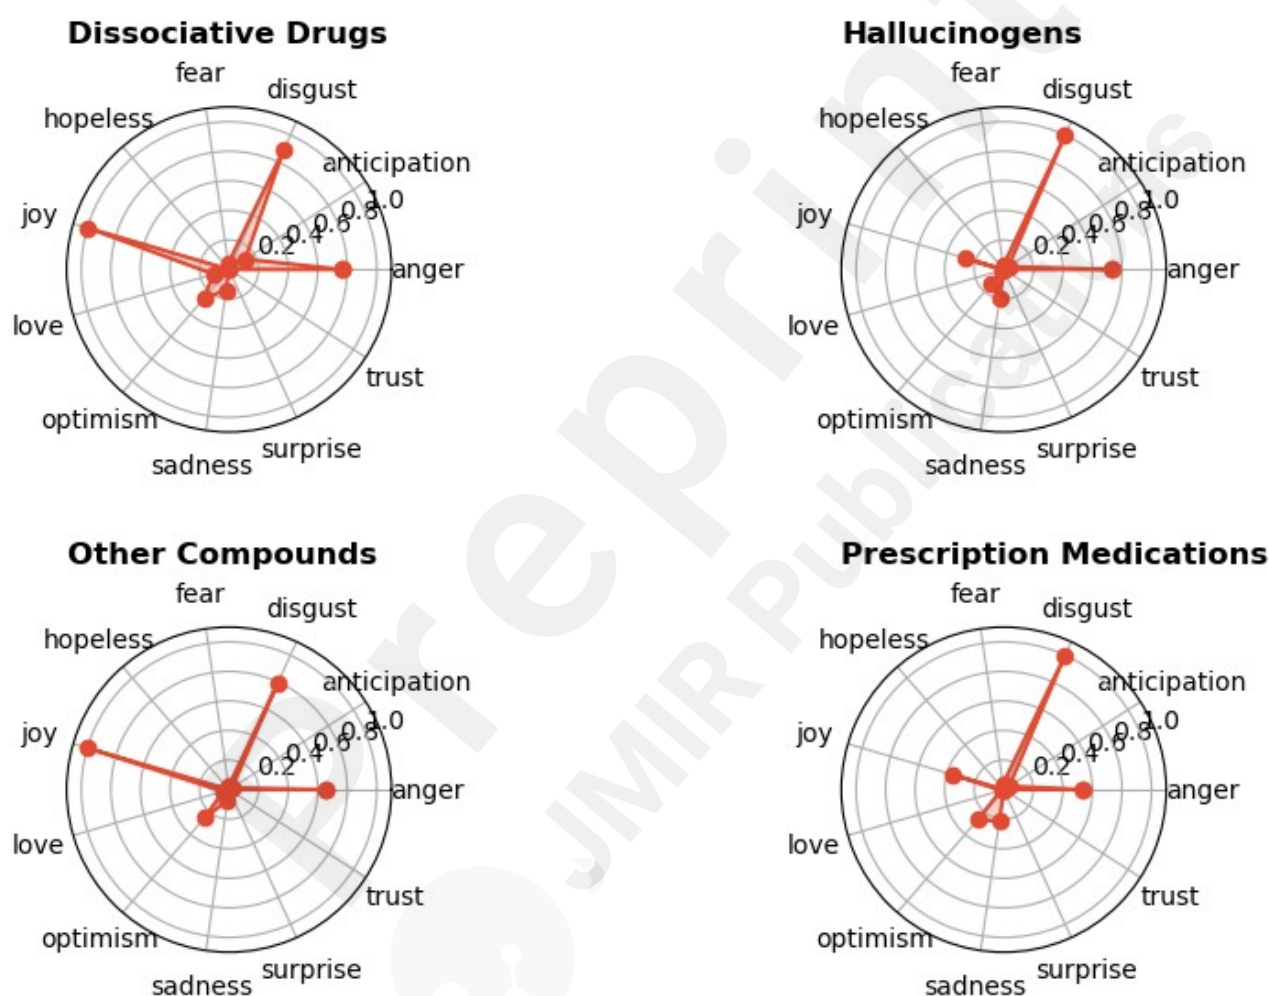 Dissociative Drugs
fear
disgust
hopeless
anticipation
1.0
0.8
0.6
0.4
0.2
joy
anger
love
trust
optimism
surprise
sadness
Hallucinogens
fear
disgust
hopeless
anticipation
1.0
0.8
0.6
0.4
0.2
joy
anger
love
trust
optimism
surprise
sadness
Other Compounds
fear
disgust
hopeless
anticipation
1.0
0.8
0.6
0.4
0.2
joy
anger
love
trust
optimism
surprise
sadness
Prescription Medications
fear
disgust
hopeless
anticipation
1.0
0.8
0.6
0.4
0.2
joy
anger
love
trust
optimism
surprise
sadness
Preprint
JMIR Publications